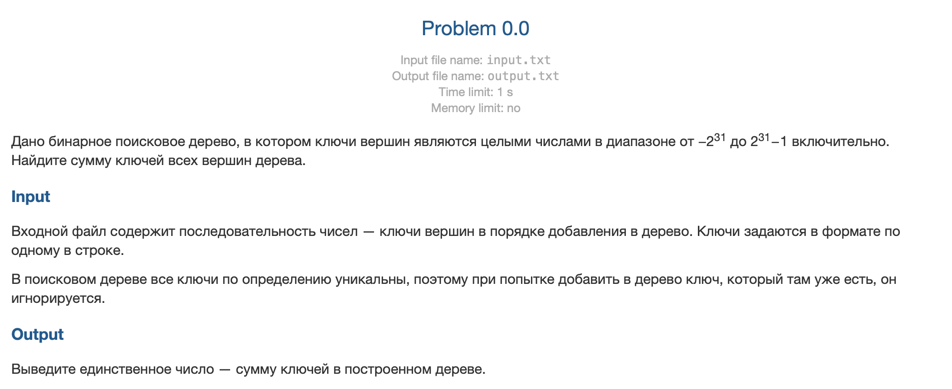 Problem 0.0
Input file name: input.txt
Output file name: output.txt
Time limit: 1 s
Memory limit: no
Дано бинарное поисковое дерево, в котором ключи вершин являются целыми числами в диапазоне от −2³¹ до 2³¹−1 включительно.
Найдите сумму ключей всех вершин дерева.
Input
Входной файл содержит последовательность чисел — ключи вершин в порядке добавления в дерево. Ключи задаются в формате по
одному в строке.
В поисковом дереве все ключи по определению уникальны, поэтому при попытке добавить в дерево ключ, который там уже есть, он
игнорируется.
Output
Выведите единственное число — сумму ключей в построенном дереве.